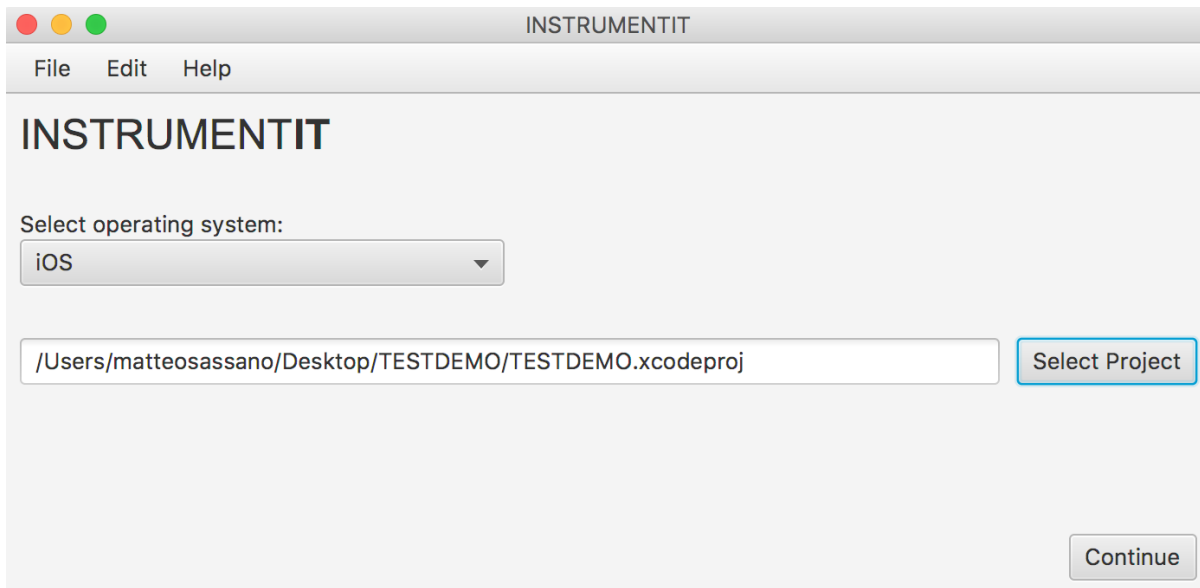 INSTRUMENTIT
File Edit Help
INSTRUMENTIT
Select operating system:
iOS
/Users/matteosassano/Desktop/TESTDEMO/TESTDEMO.xcodeproj Select Project
Continue